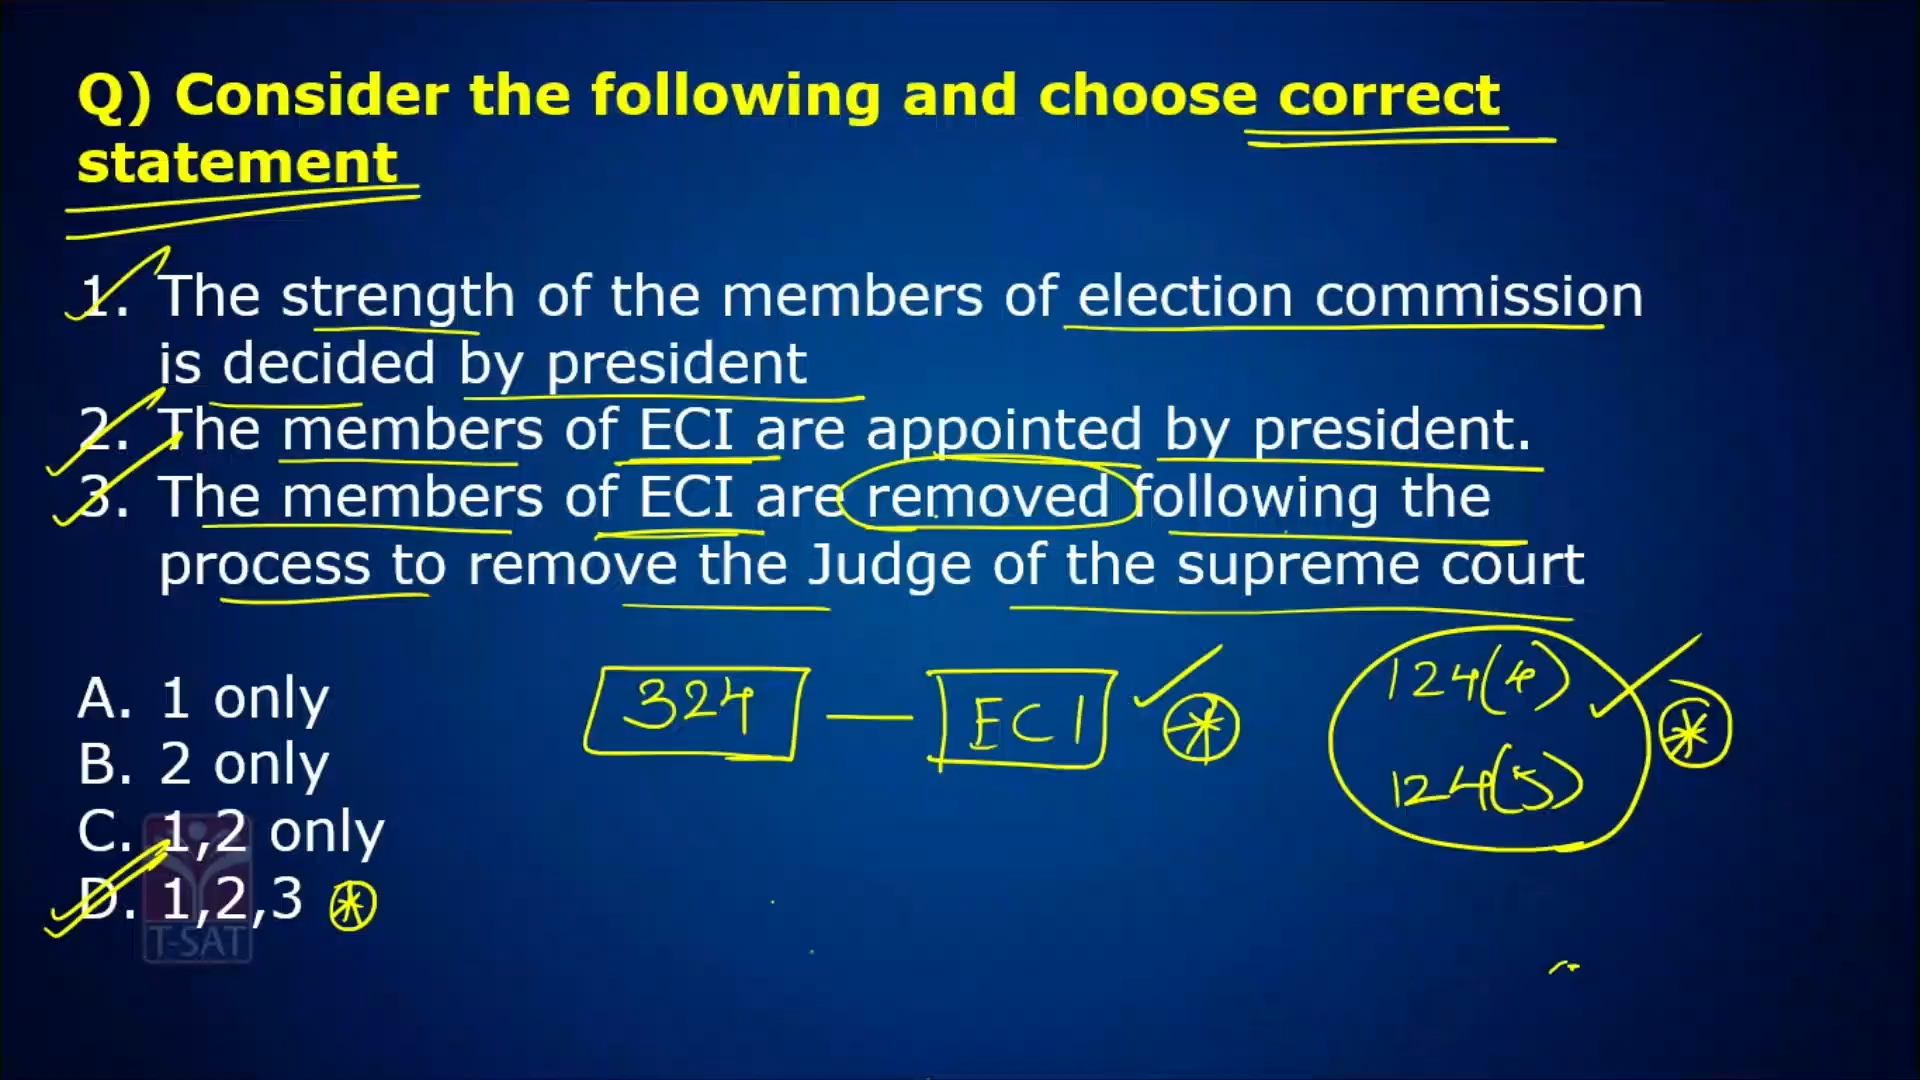 Q) Consider the following and choose correct
statement
1. The strength of the members of election commission
is decided by president
2. The members of ECI are appointed by president.
3. The members of ECI are removed following the
process to remove the Judge of the supreme court
A. 1 only
B. 2 only
C. 1,2 only
D. 1,2,3
324 — ECI
124(4)
124(5)
T-SAT